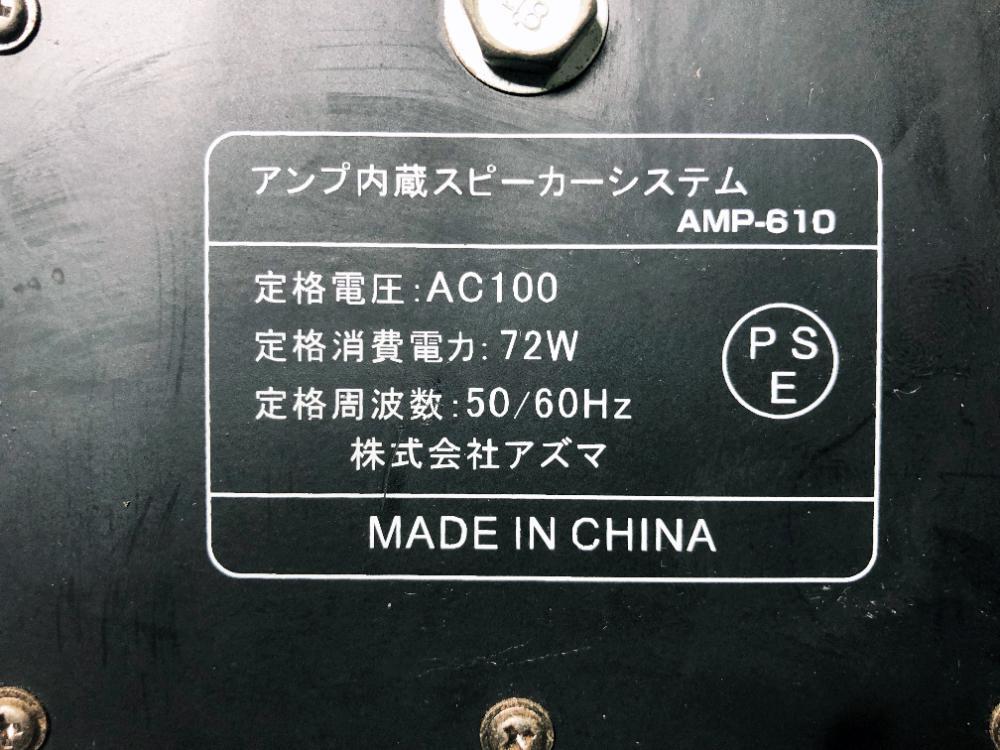 アンプ内蔵スピーカーシステム
AMP-610
定格電圧:AC100
定格消費電力:72W
定格周波数:50/60Hz
株式会社アズマ
PS
E
MADE IN CHINA